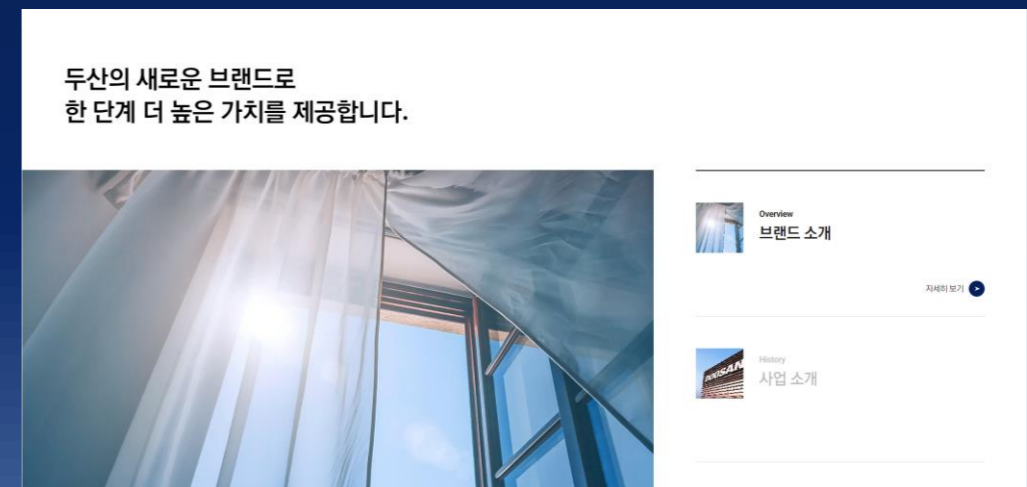 두산의 새로운 브랜드로
한 단계 더 높은 가치를 제공합니다.
Overview
브랜드 소개
자세히 보기
DOOSAN
History
사업 소개